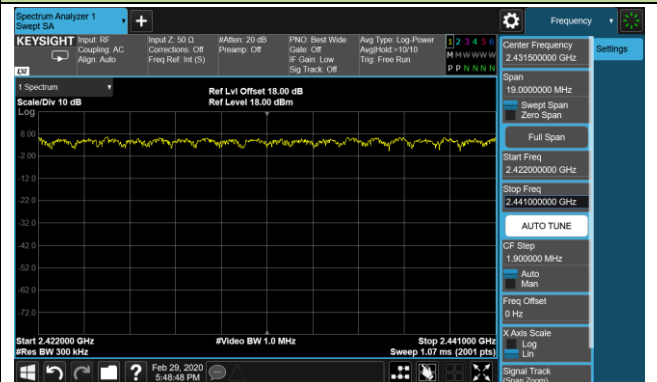 Spectrum Analyzer 1
Swept SA
Frequency
KEYSIGHT
Input: RF
Coupling: AC
Align: Auto
Input Z: 50 Ω
Corrections: Off
Freq Ref: Int (S)
#Atten: 20 dB
Preamp: Off
PNO: Best Wide
Gate: Off
IF Gain: Low
Sig Track: Off
Avg Type: Log-Power
Avg|Hold:>10/10
Trig: Free Run
1 2 3 4 5 6
M M W W W W
P P N N N N
LXI
1 Spectrum
Scale/Div 10 dB
Ref Lvl Offset 18.00 dB
Ref Level 18.00 dBm
Log
8.00
-2.00
-12.0
-22.0
-32.0
-42.0
-52.0
-62.0
-72.0
Start 2.422000 GHz
#Res BW 300 kHz
#Video BW 1.0 MHz
Stop 2.441000 GHz
Sweep 1.07 ms (2001 pts)
Feb 29, 2020
5:48:48 PM
Center Frequency
2.431500000 GHz
Settings
Span
19.0000000 MHz
Swept Span
Zero Span
Full Span
Start Freq
2.422000000 GHz
Stop Freq
2.441000000 GHz
AUTO TUNE
CF Step
1.900000 MHz
Auto
Man
Freq Offset
0 Hz
X Axis Scale
Log
Lin
Signal Track
(Span Zoom)